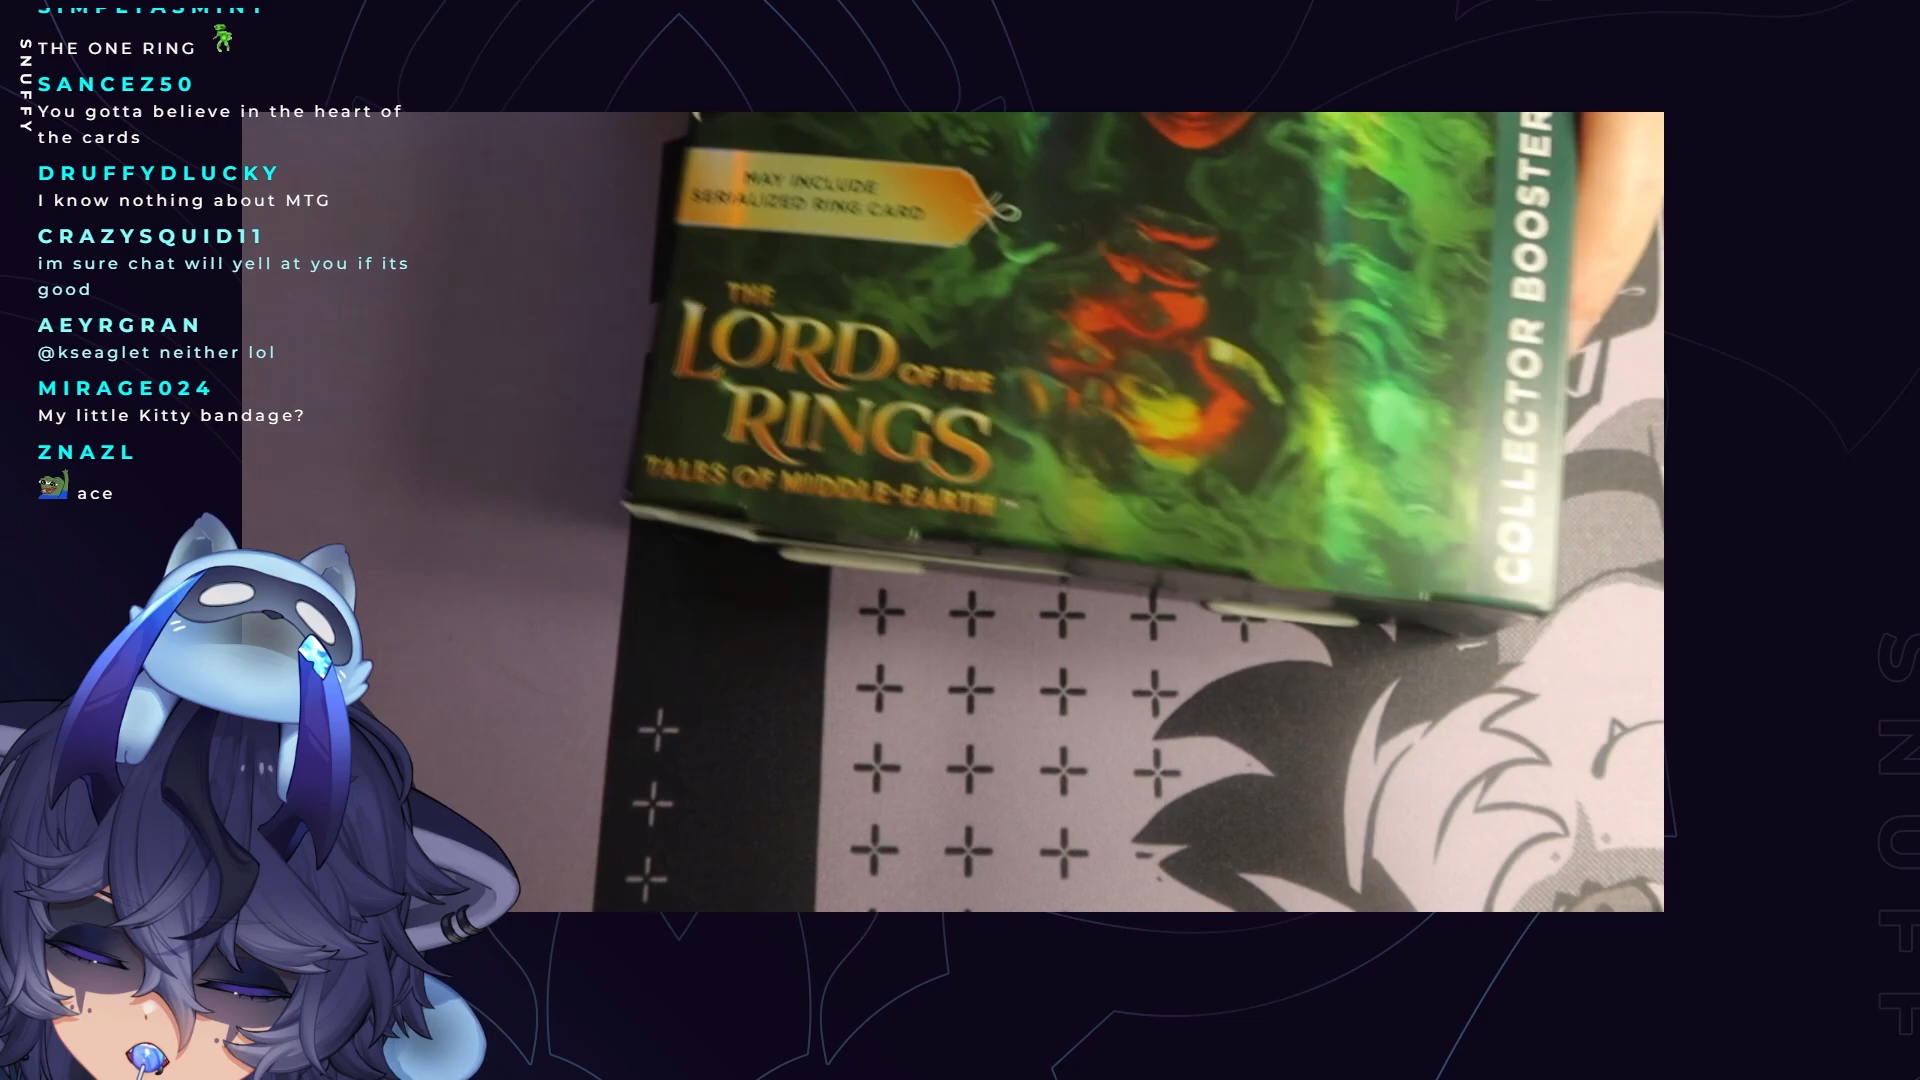 THE ONE RING
SANCEZ50
You gotta believe in the heart of
the cards
DRUFFYDLUCKY
I know nothing about MTG
CRAZYSQUID11
im sure chat will yell at you if its
good
AEYRGRAN
@kseaglet neither lol
MIRAGE024
My little Kitty bandage?
ZNAZL
ace
SNUFFY
MAY INCLUDE
SERIALIZED RING CARD
THE
LORD OF THE
RINGS
TALES OF MIDDLE-EARTH
COLLECTOR BOOSTER
SNUFF